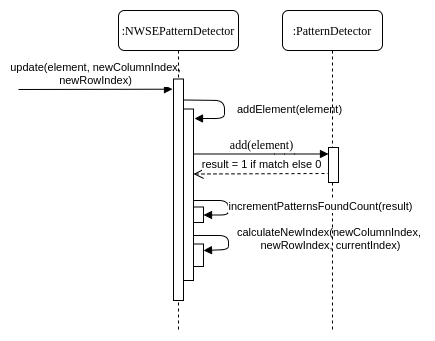 :NWSEPatternDetector
:PatternDetector
update(element, newColumnIndex,
newRowIndex)
addElement(element)
add(element)
result = 1 if match else 0
incrementPatternsFoundCount(result)
calculateNewIndex(newColumnIndex,
newRowIndex, currentIndex)